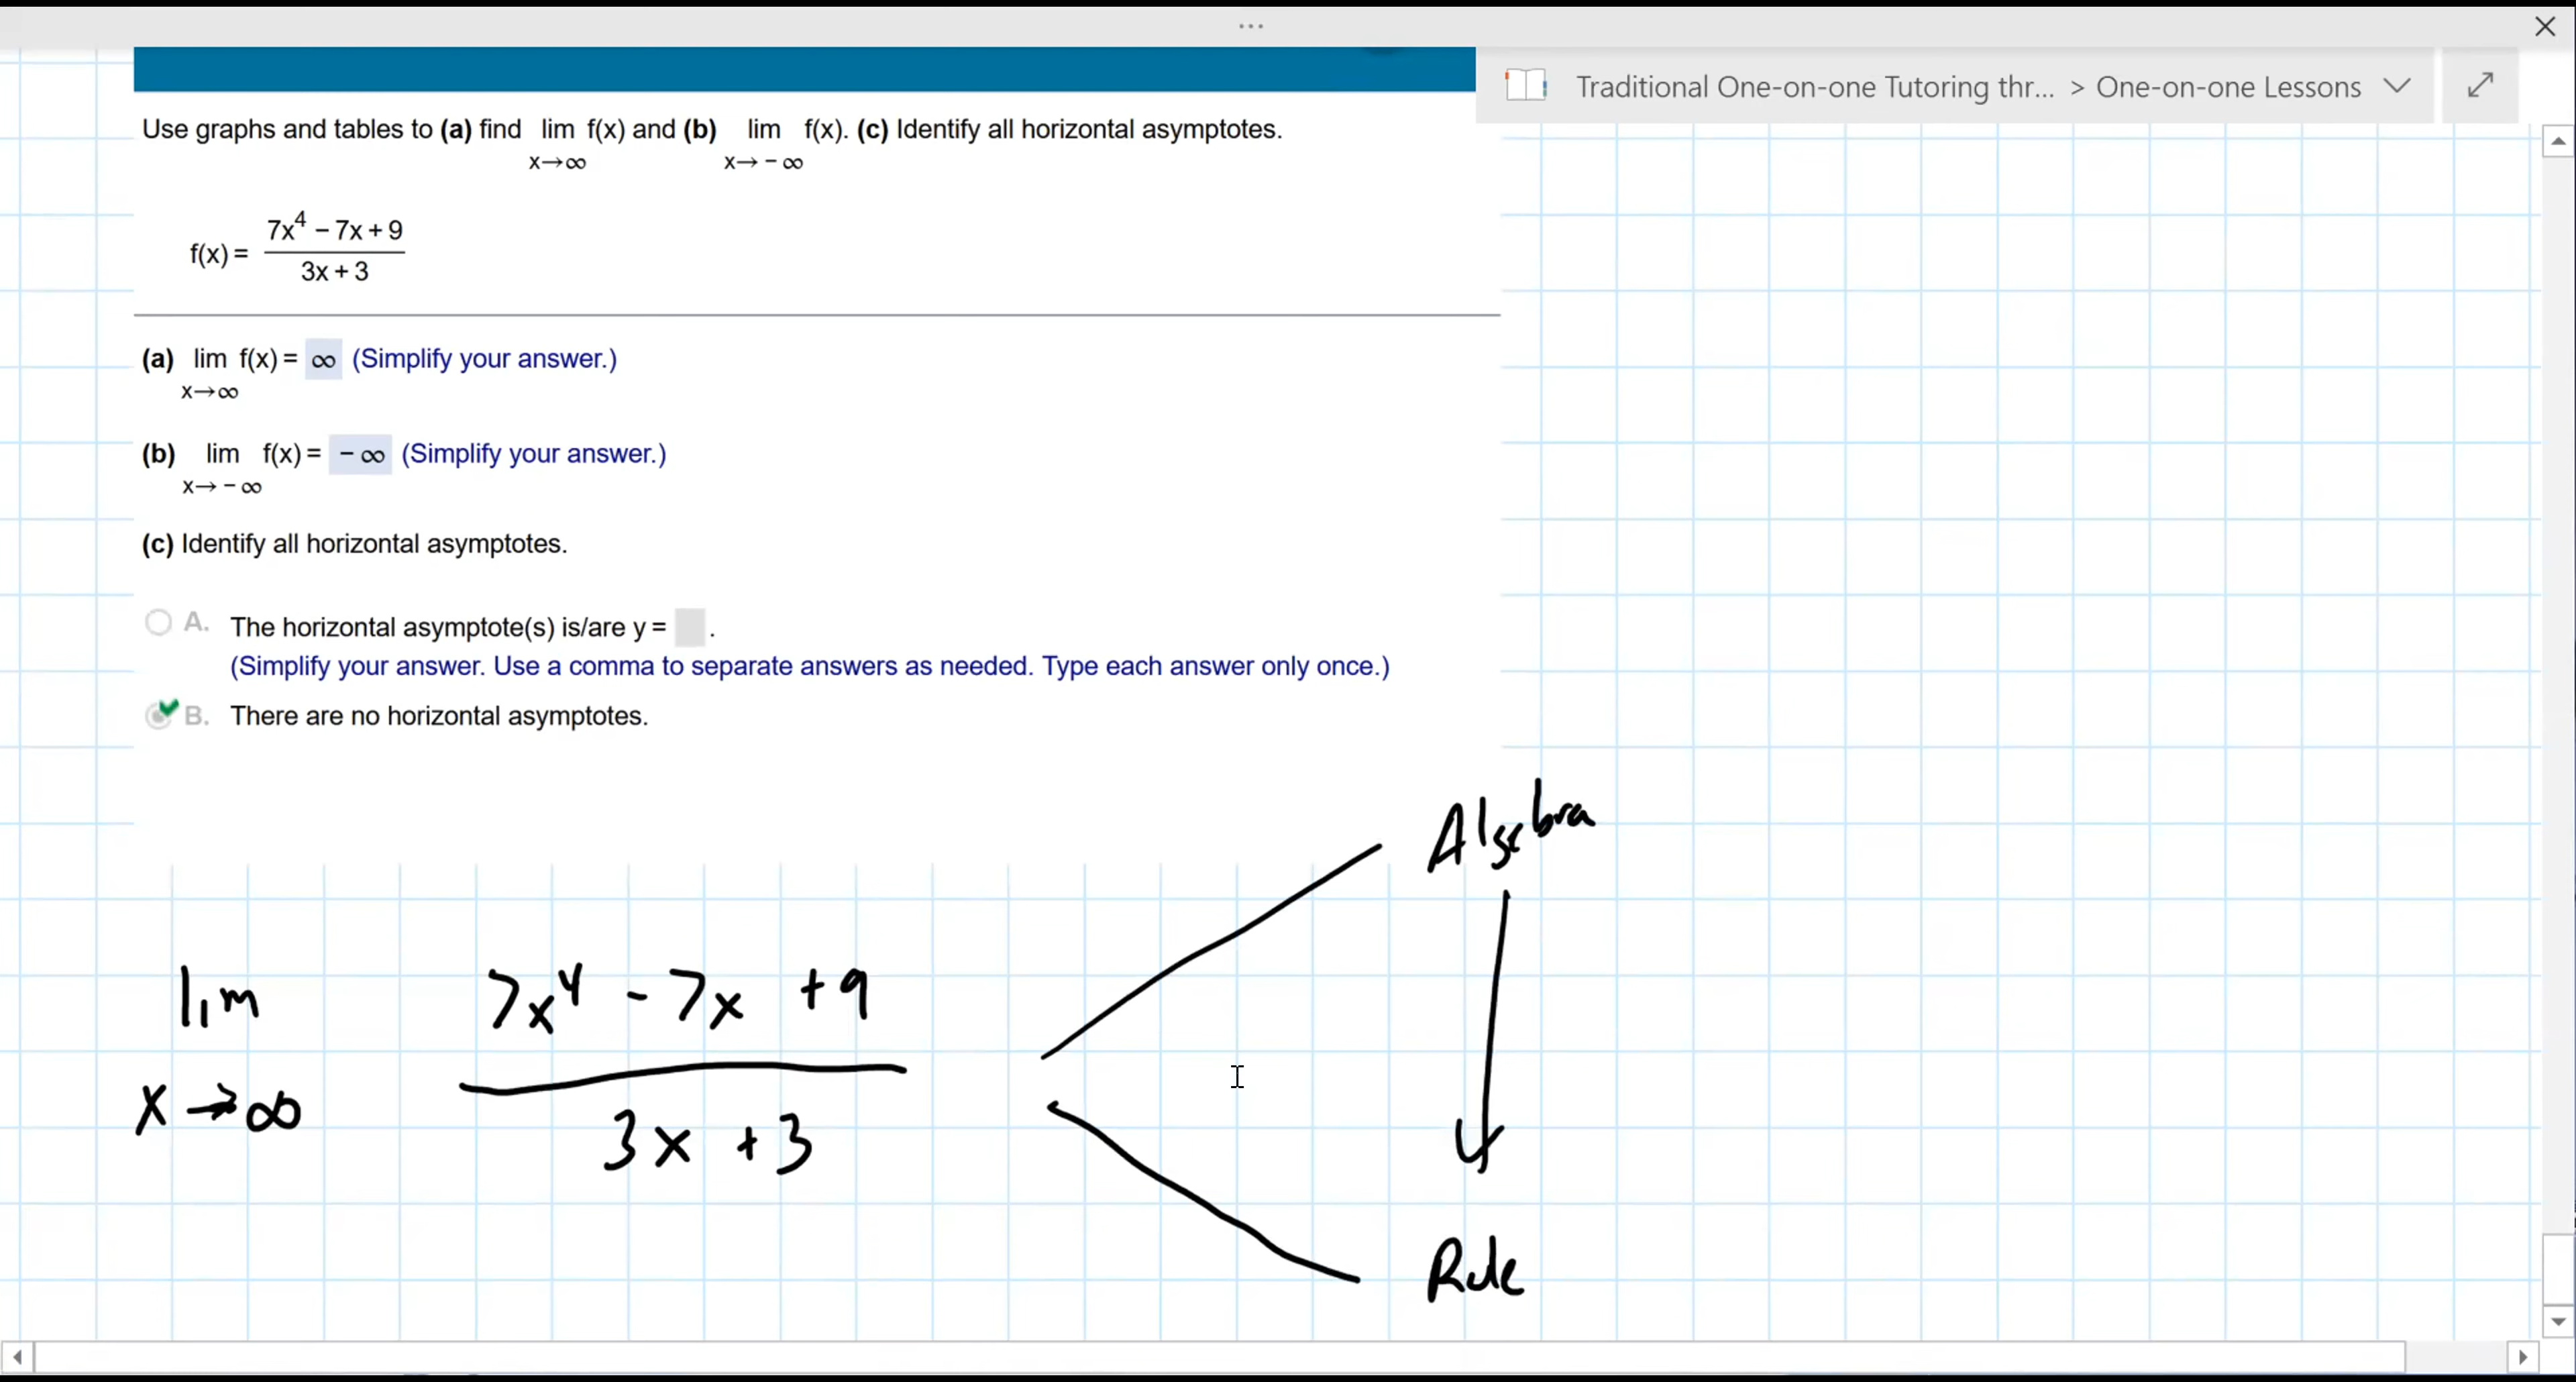 ...
Traditional One-on-one Tutoring thr... > One-on-one Lessons
Use graphs and tables to (a) find lim f(x) and (b) lim f(x). (c) Identify all horizontal asymptotes.
x→∞ x→ − ∞
7x⁴ − 7x + 9
f(x) =
3x + 3
(a) lim f(x) = ∞ (Simplify your answer.)
x→∞
(b) lim f(x) = − ∞ (Simplify your answer.)
x→ − ∞
(c) Identify all horizontal asymptotes.
A. The horizontal asymptote(s) is/are y = .
(Simplify your answer. Use a comma to separate answers as needed. Type each answer only once.)
B. There are no horizontal asymptotes.
Algebra
lim 7x⁴ - 7x + 9
x→∞ 3x + 3
Rule